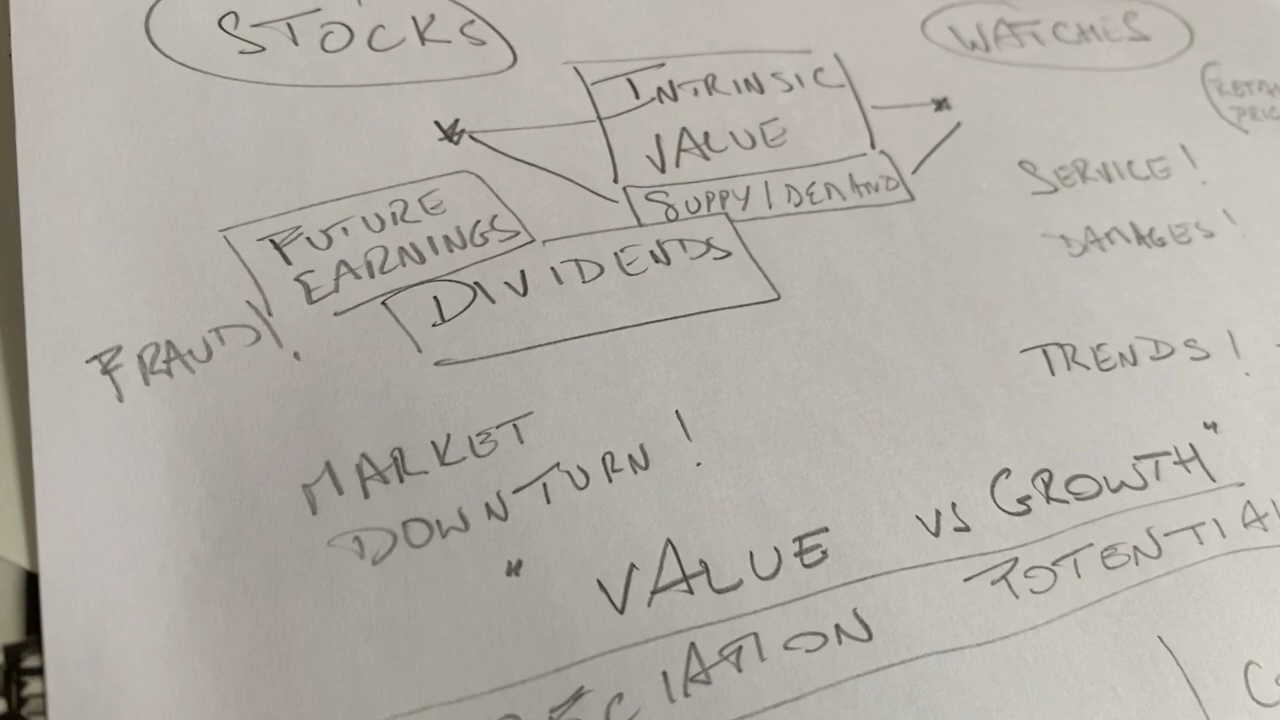 STOCKS
WATCHES
INTRINSIC
VALUE
SUPPY/DEMAND
SERVICE!
DAMAGES!
FUTURE
EARNINGS
DIVIDENDS
FRAUD!
TRENDS!
MARKET
DOWNTURN!
"VALUE VS GROWTH"
POTENTIAL